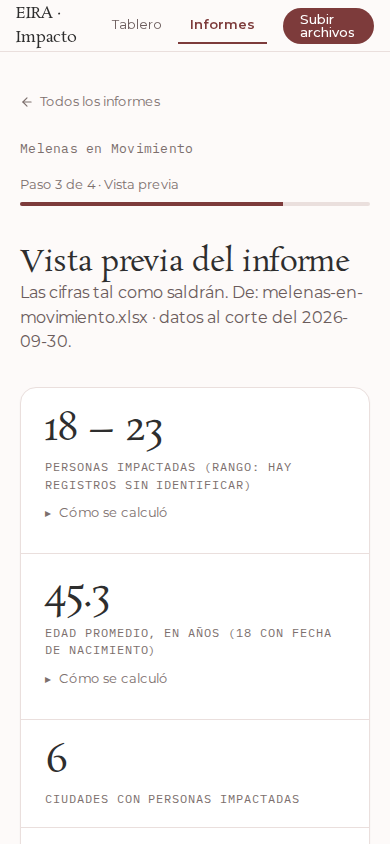 EIRA ·
Impacto
Tablero
Informes
Subir
archivos
← Todos los informes
Melenas en Movimiento
Paso 3 de 4 · Vista previa
Vista previa del informe
Las cifras tal como saldrán. De: melenas-en-
movimiento.xlsx · datos al corte del 2026-
09-30.
18 – 23
PERSONAS IMPACTADAS (RANGO: HAY
REGISTROS SIN IDENTIFICAR)
▸ Cómo se calculó
45.3
EDAD PROMEDIO, EN AÑOS (18 CON FECHA
DE NACIMIENTO)
▸ Cómo se calculó
6
CIUDADES CON PERSONAS IMPACTADAS